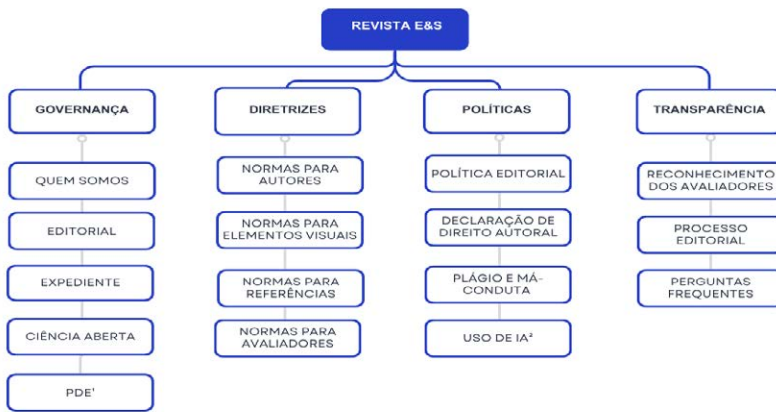 REVISTA E&S
GOVERNANÇA
DIRETRIZES
POLÍTICAS
TRANSPARÊNCIA
QUEM SOMOS
EDITORIAL
EXPEDIENTE
CIÊNCIA ABERTA
PDE¹
NORMAS PARA
AUTORES
NORMAS PARA
ELEMENTOS VISUAIS
NORMAS PARA
REFERÊNCIAS
NORMAS PARA
AVALIADORES
POLÍTICA EDITORIAL
DECLARAÇÃO DE
DIREITO AUTORAL
PLÁGIO E MÁ-
CONDUTA
USO DE IA²
RECONHECIMENTO
DOS AVALIADORES
PROCESSO
EDITORIAL
PERGUNTAS
FREQUENTES